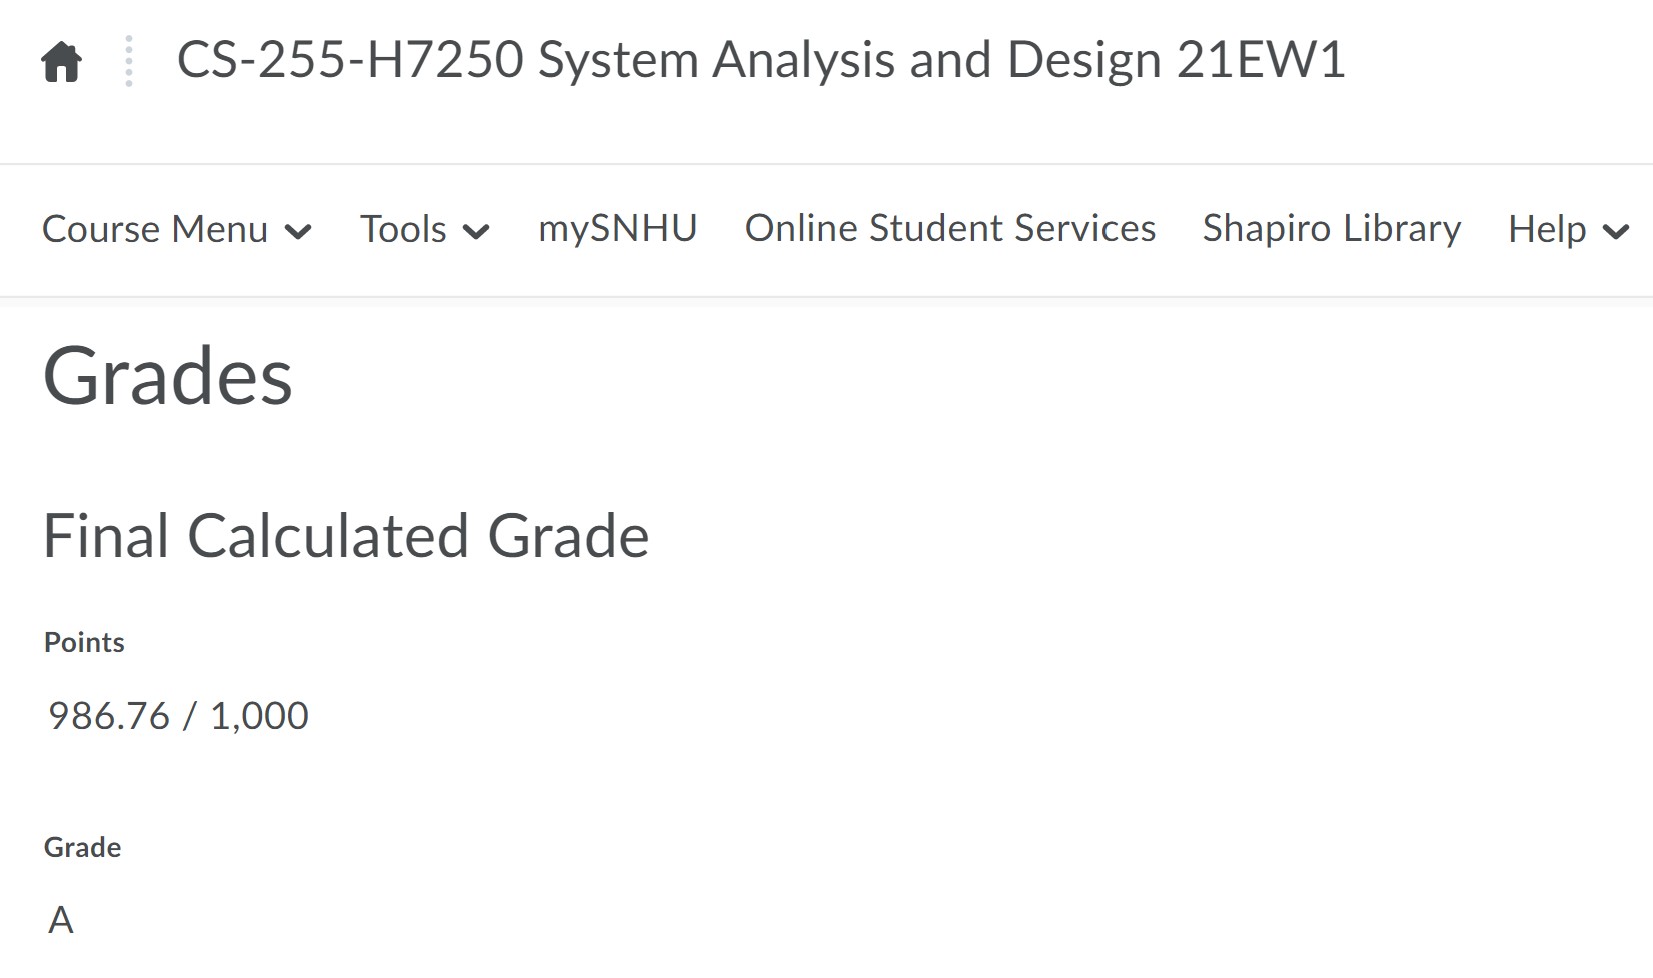 CS-255-H7250 System Analysis and Design 21EW1
Course Menu Tools mySNHU Online Student Services Shapiro Library Help
Grades
Final Calculated Grade
Points
986.76 / 1,000
Grade
A